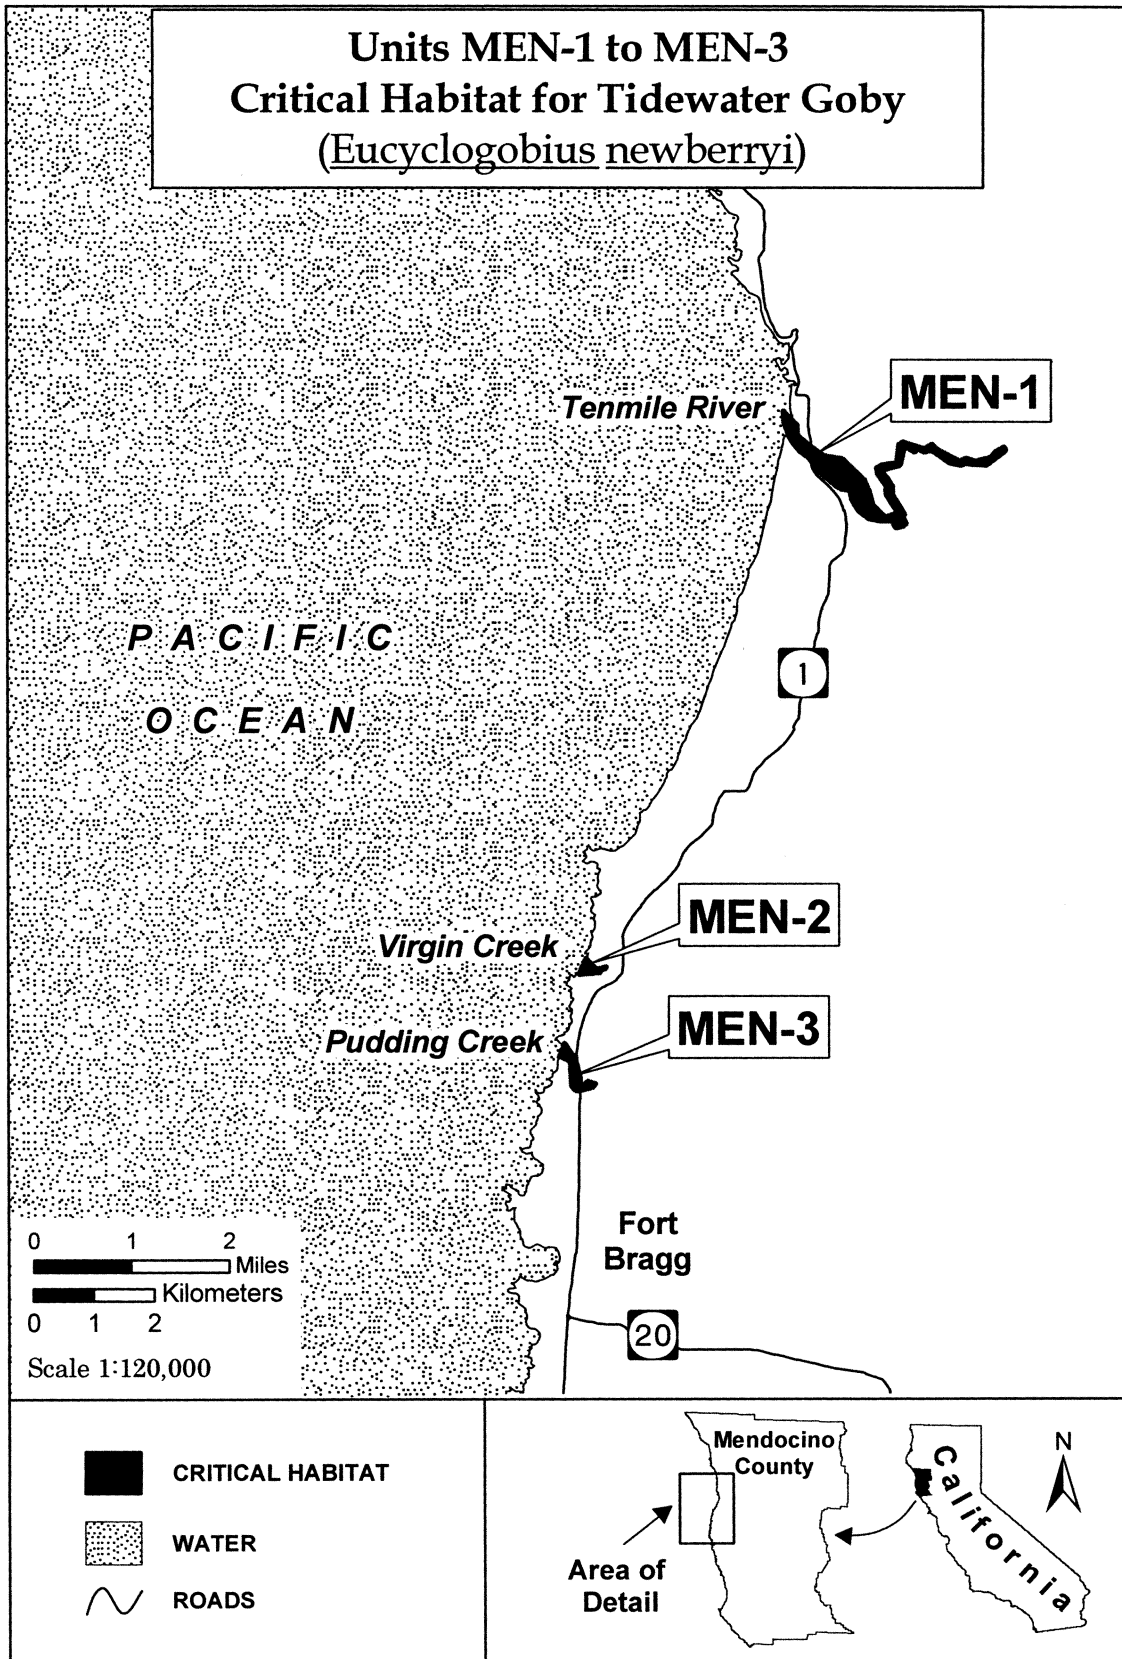 Units MEN-1 to MEN-3
Critical Habitat for Tidewater Goby
(Eucyclogobius newberryi)
Tenmile River
MEN-1
PACIFIC
OCEAN
1
Virgin Creek
MEN-2
Pudding Creek
MEN-3
Fort
Bragg
20
0 1 2
Miles
Kilometers
0 1 2
Scale 1:120,000
CRITICAL HABITAT
WATER
ROADS
Mendocino
County
Area of
Detail
California
N